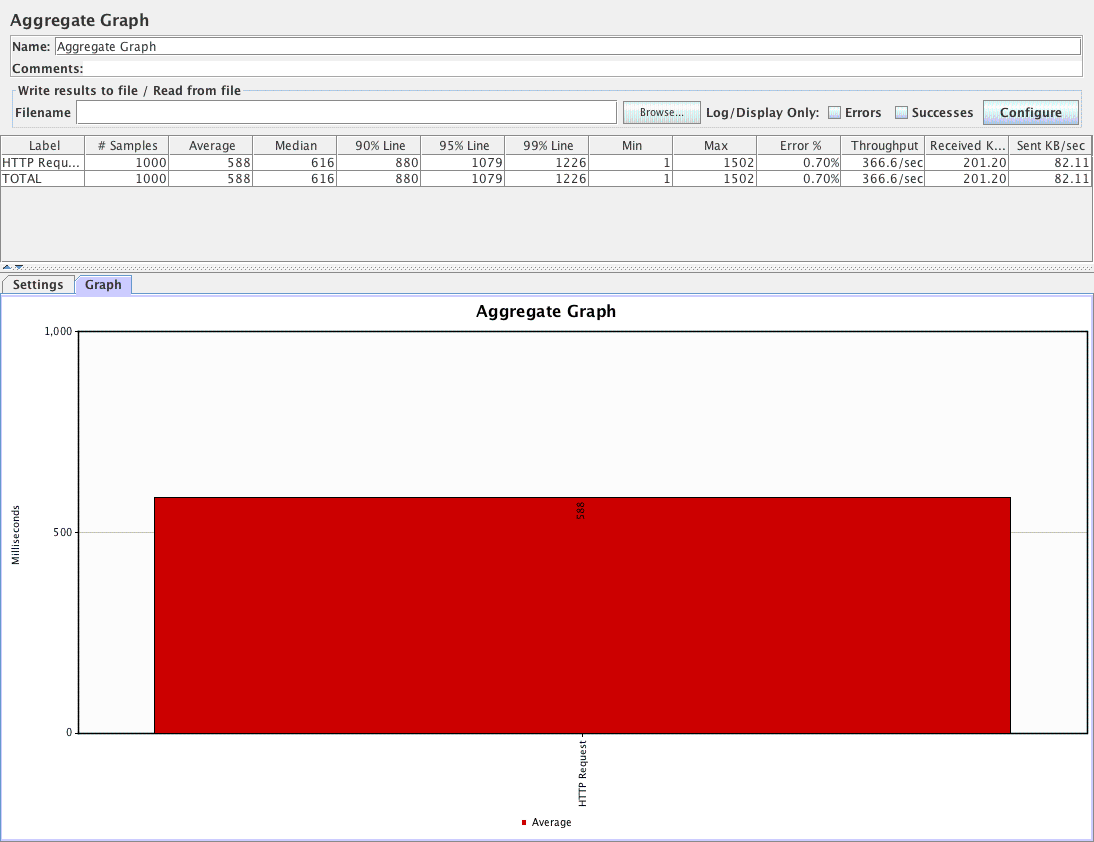 Aggregate Graph
Name: Aggregate Graph
Comments:
Write results to file / Read from file
Filename Browse... Log/Display Only: Errors Successes Configure
Label # Samples Average Median 90% Line 95% Line 99% Line Min Max Error % Throughput Received K... Sent KB/sec
HTTP Requ... 1000 588 616 880 1079 1226 1 1502 0.70% 366.6/sec 201.20 82.11
TOTAL 1000 588 616 880 1079 1226 1 1502 0.70% 366.6/sec 201.20 82.11
Settings Graph
Aggregate Graph
1,000
588
Milliseconds
500
0
HTTP Request
Average